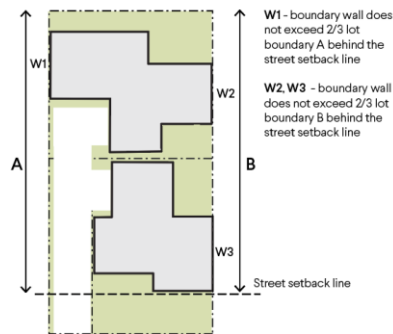 W1 - boundary wall does
not exceed 2/3 lot
boundary A behind the
street setback line
W2, W3 - boundary wall
does not exceed 2/3 lot
boundary B behind the
street setback line
W1
W2
A
B
W3
Street setback line